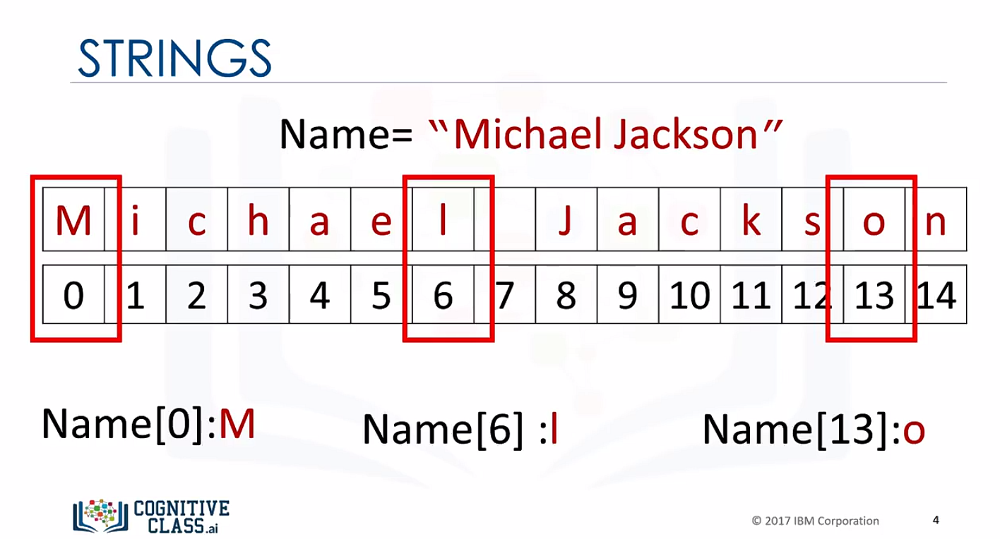 STRINGS
Name= “Michael Jackson”
M i c h a e l J a c k s o n
0 1 2 3 4 5 6 7 8 9 10 11 12 13 14
Name[0]:M Name[6] :l Name[13]:o
COGNITIVE
CLASS.ai
© 2017 IBM Corporation 4